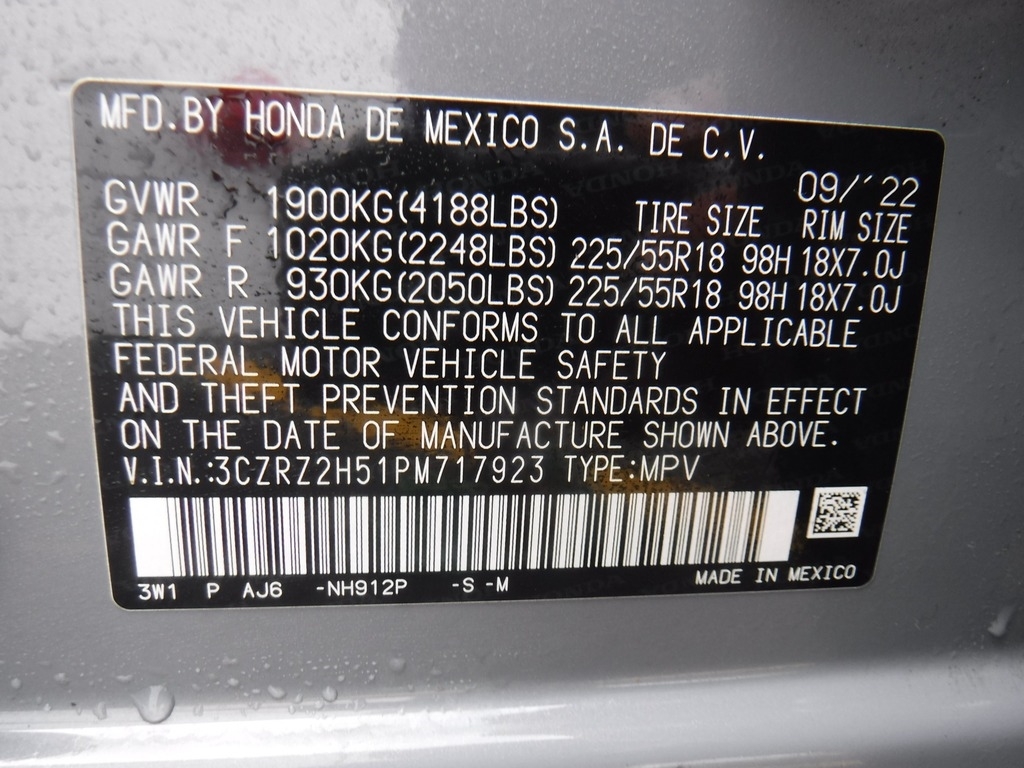 MFD.BY HONDA DE MEXICO S.A. DE C.V.
09/´22
GVWR 1900KG(4188LBS) TIRE SIZE RIM SIZE
GAWR F 1020KG(2248LBS) 225/55R18 98H 18X7.0J
GAWR R 930KG(2050LBS) 225/55R18 98H 18X7.0J
THIS VEHICLE CONFORMS TO ALL APPLICABLE
FEDERAL MOTOR VEHICLE SAFETY
AND THEFT PREVENTION STANDARDS IN EFFECT
ON THE DATE OF MANUFACTURE SHOWN ABOVE.
V.I.N.:3CZRZ2H51PM717923 TYPE:MPV
3W1 P AJ6 -NH912P -S -M MADE IN MEXICO